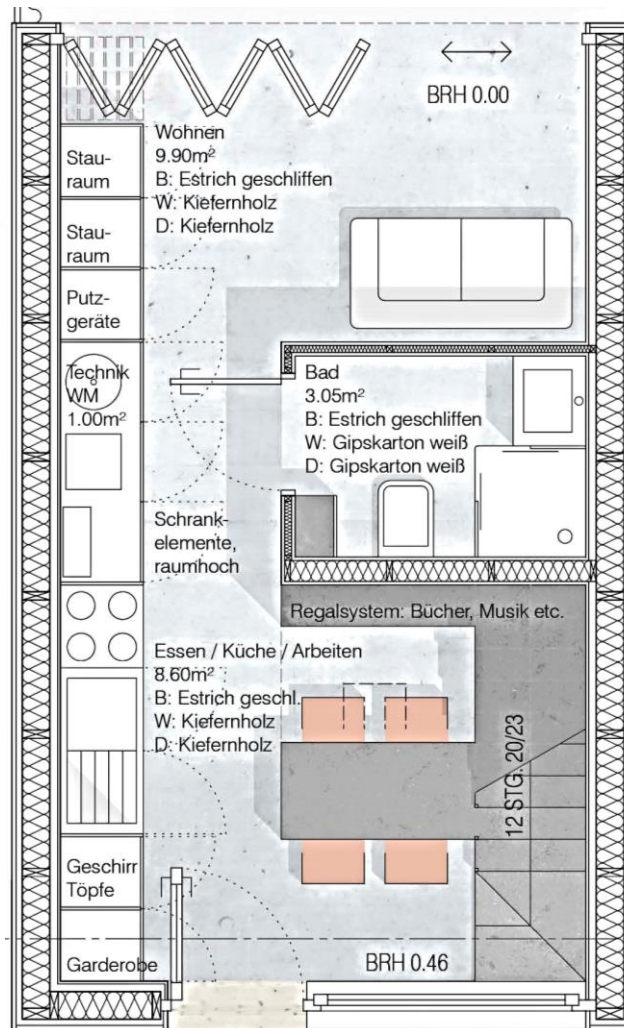 BRH 0.00
Wohnen
9.90m²
B: Estrich geschliffen
W: Kiefernholz
D: Kiefernholz
Stau-
raum
Stau-
raum
Putz-
geräte
Technik
WM
1.00m²
Bad
3.05m²
B: Estrich geschliffen
W: Gipskarton weiß
D: Gipskarton weiß
Schrank-
elemente,
raumhoch
Regalsystem: Bücher, Musik etc.
Essen / Küche / Arbeiten
8.60m²
B: Estrich geschl.
W: Kiefernholz
D: Kiefernholz
12 STG. 20/23
Geschirr
Töpfe
Garderobe
BRH 0.46